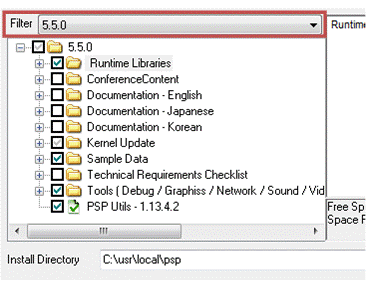 Filter 5.5.0 Runtime
5.5.0
Runtime Libraries
ConferenceContent
Documentation - English
Documentation - Japanese
Documentation - Korean
Kernel Update
Sample Data
Technical Requirements Checklist
Tools ( Debug / Graphiss / Network / Sound / Vid
PSP Utils - 1.13.4.2
Free Sp
Space F
Install Directory C:\usr\local\psp